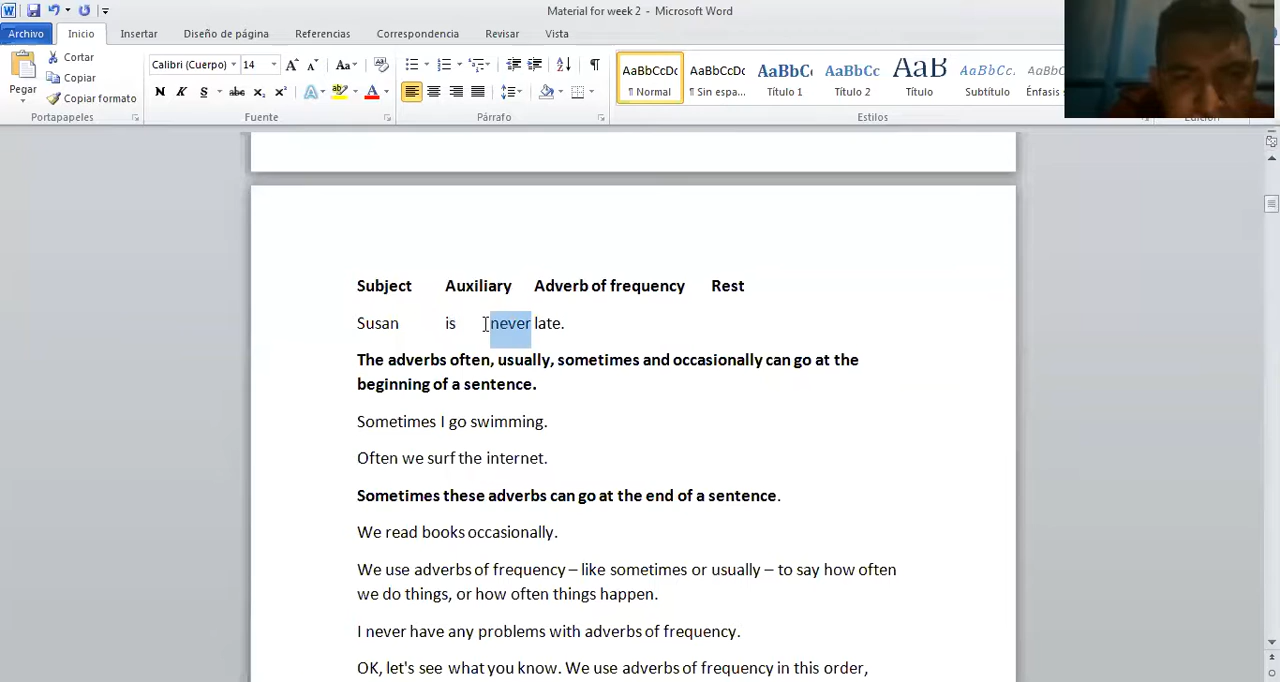 Material for week 2 - Microsoft Word
Archivo Inicio Insertar Diseño de página Referencias Correspondencia Revisar Vista
Pegar
Cortar
Copiar
Copiar formato
Portapapeles
Calibri (Cuerpo) 14
Fuente
Párrafo
AaBbCcDc AaBbCcDc AaBbC AaBbCc AaB AaBbCc AaBbC
¶ Normal ¶ Sin espa... Título 1 Título 2 Título Subtítulo Énfasis
Estilos
Subject Auxiliary Adverb of frequency Rest
Susan is never late.
The adverbs often, usually, sometimes and occasionally can go at the
beginning of a sentence.
Sometimes I go swimming.
Often we surf the internet.
Sometimes these adverbs can go at the end of a sentence.
We read books occasionally.
We use adverbs of frequency – like sometimes or usually – to say how often
we do things, or how often things happen.
I never have any problems with adverbs of frequency.
OK, let's see what you know. We use adverbs of frequency in this order,